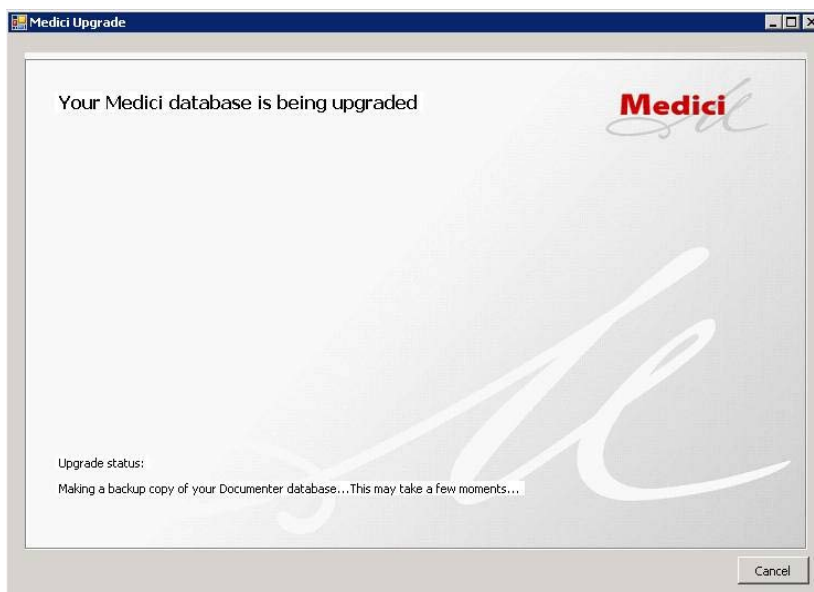 Medici Upgrade
Your Medici database is being upgraded
Medici
Upgrade status:
Making a backup copy of your Documenter database...This may take a few moments...
Cancel